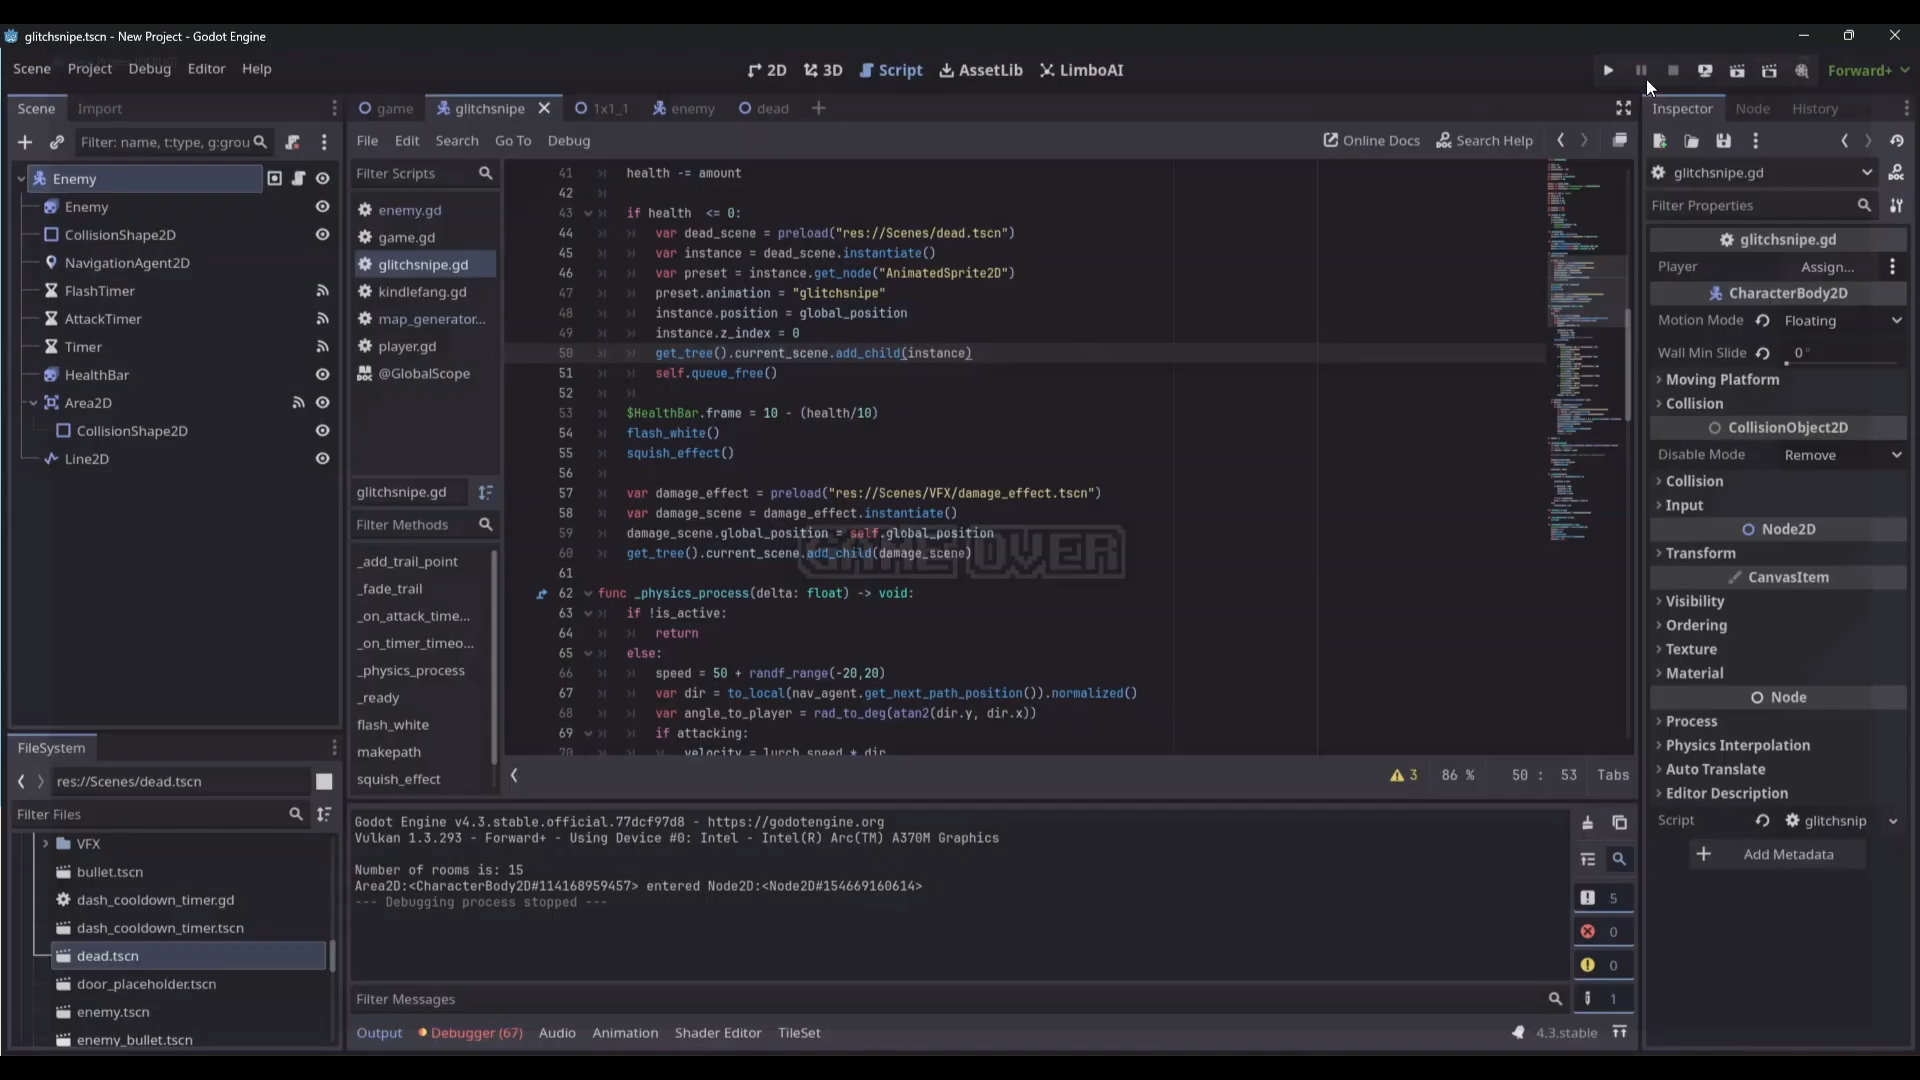 glitchsnipe.tscn - New Project - Godot Engine
Scene Project Debug Editor Help
2D 3D Script AssetLib LimboAI
Forward+
Scene Import
Filter: name, t:type, g:grou
Enemy
Enemy
CollisionShape2D
NavigationAgent2D
FlashTimer
AttackTimer
Timer
HealthBar
Area2D
CollisionShape2D
Line2D
FileSystem
res://Scenes/dead.tscn
Filter Files
VFX
bullet.tscn
dash_cooldown_timer.gd
dash_cooldown_timer.tscn
dead.tscn
door_placeholder.tscn
enemy.tscn
enemy_bullet.tscn
game glitchsnipe 1x1_1 enemy dead
File Edit Search Go To Debug
Online Docs Search Help
Filter Scripts
enemy.gd
game.gd
glitchsnipe.gd
kindlefang.gd
map_generator...
player.gd
@GlobalScope
glitchsnipe.gd
Filter Methods
_add_trail_point
_fade_trail
_on_attack_time...
_on_timer_timeo...
_physics_process
_ready
flash_white
makepath
squish_effect
41 health -= amount
42
43 if health <= 0:
44 var dead_scene = preload("res://Scenes/dead.tscn")
45 var instance = dead_scene.instantiate()
46 var preset = instance.get_node("AnimatedSprite2D")
47 preset.animation = "glitchsnipe"
48 instance.position = global_position
49 instance.z_index = 0
50 get_tree().current_scene.add_child(instance)
51 self.queue_free()
52
53 $HealthBar.frame = 10 - (health/10)
54 flash_white()
55 squish_effect()
56
57 var damage_effect = preload("res://Scenes/VFX/damage_effect.tscn")
58 var damage_scene = damage_effect.instantiate()
59 damage_scene.global_position = self.global_position
60 get_tree().current_scene.add_child(damage_scene)
GAME OVER
61
62 func _physics_process(delta: float) -> void:
63 if !is_active:
64 return
65 else:
66 speed = 50 + randf_range(-20,20)
67 var dir = to_local(nav_agent.get_next_path_position()).normalized()
68 var angle_to_player = rad_to_deg(atan2(dir.y, dir.x))
69 if attacking:
70 velocity = lurch_speed * dir
3 86 % 50 : 53 Tabs
Godot Engine v4.3.stable.official.77dcf97d8 - https://godotengine.org
Vulkan 1.3.293 - Forward+ - Using Device #0: Intel - Intel(R) Arc(TM) A370M Graphics
Number of rooms is: 15
Area2D:<CharacterBody2D#114168959457> entered Node2D:<Node2D#154669160614>
--- Debugging process stopped ---
5
0
0
1
Filter Messages
Output Debugger (67) Audio Animation Shader Editor TileSet
4.3.stable
Inspector Node History
glitchsnipe.gd
Filter Properties
glitchsnipe.gd
Player Assign...
CharacterBody2D
Motion Mode Floating
Wall Min Slide 0°
Moving Platform
Collision
CollisionObject2D
Disable Mode Remove
Collision
Input
Node2D
Transform
CanvasItem
Visibility
Ordering
Texture
Material
Node
Process
Physics Interpolation
Auto Translate
Editor Description
Script glitchsnip
Add Metadata